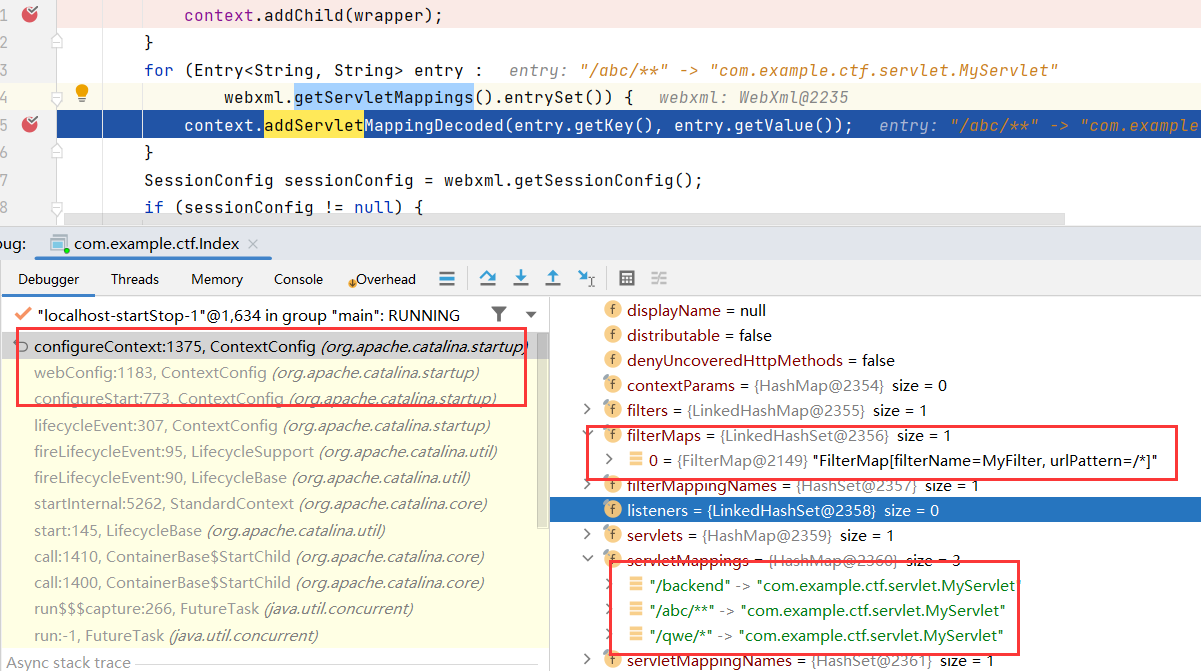 1 context.addChild(wrapper);
2 }
3 for (Entry<String, String> entry : entry: "/abc/**" -> "com.example.ctf.servlet.MyServlet"
4 webxml.getServletMappings().entrySet()) { webxml: WebXml@2235
5 context.addServletMappingDecoded(entry.getKey(), entry.getValue()); entry: "/abc/**" -> "com.example
6 }
7 SessionConfig sessionConfig = webxml.getSessionConfig();
8 if (sessionConfig != null) {
bug: com.example.ctf.Index
Debugger Threads Memory Console Overhead
"localhost-startStop-1"@1,634 in group "main": RUNNING
configureContext:1375, ContextConfig (org.apache.catalina.startup)
webConfig:1183, ContextConfig (org.apache.catalina.startup)
configureStart:773, ContextConfig (org.apache.catalina.startup)
lifecycleEvent:307, ContextConfig (org.apache.catalina.startup)
fireLifecycleEvent:95, LifecycleSupport (org.apache.catalina.util)
fireLifecycleEvent:90, LifecycleBase (org.apache.catalina.util)
startInternal:5262, StandardContext (org.apache.catalina.core)
start:145, LifecycleBase (org.apache.catalina.util)
call:1410, ContainerBase$StartChild (org.apache.catalina.core)
call:1400, ContainerBase$StartChild (org.apache.catalina.core)
run$$$capture:266, FutureTask (java.util.concurrent)
run:-1, FutureTask (java.util.concurrent)
Async stack trace
displayName = null
distributable = false
denyUncoveredHttpMethods = false
contextParams = {HashMap@2354} size = 0
filters = {LinkedHashMap@2355} size = 1
filterMaps = {LinkedHashSet@2356} size = 1
0 = {FilterMap@2149} "FilterMap[filterName=MyFilter, urlPattern=/*]"
filterMappingNames = {HashSet@2357} size = 1
listeners = {LinkedHashSet@2358} size = 0
servlets = {HashMap@2359} size = 1
servletMappings = {HashMap@2360} size = 3
"/backend" -> "com.example.ctf.servlet.MyServlet"
"/abc/**" -> "com.example.ctf.servlet.MyServlet"
"/qwe/*" -> "com.example.ctf.servlet.MyServlet"
servletMappingNames = {HashSet@2361} size = 1